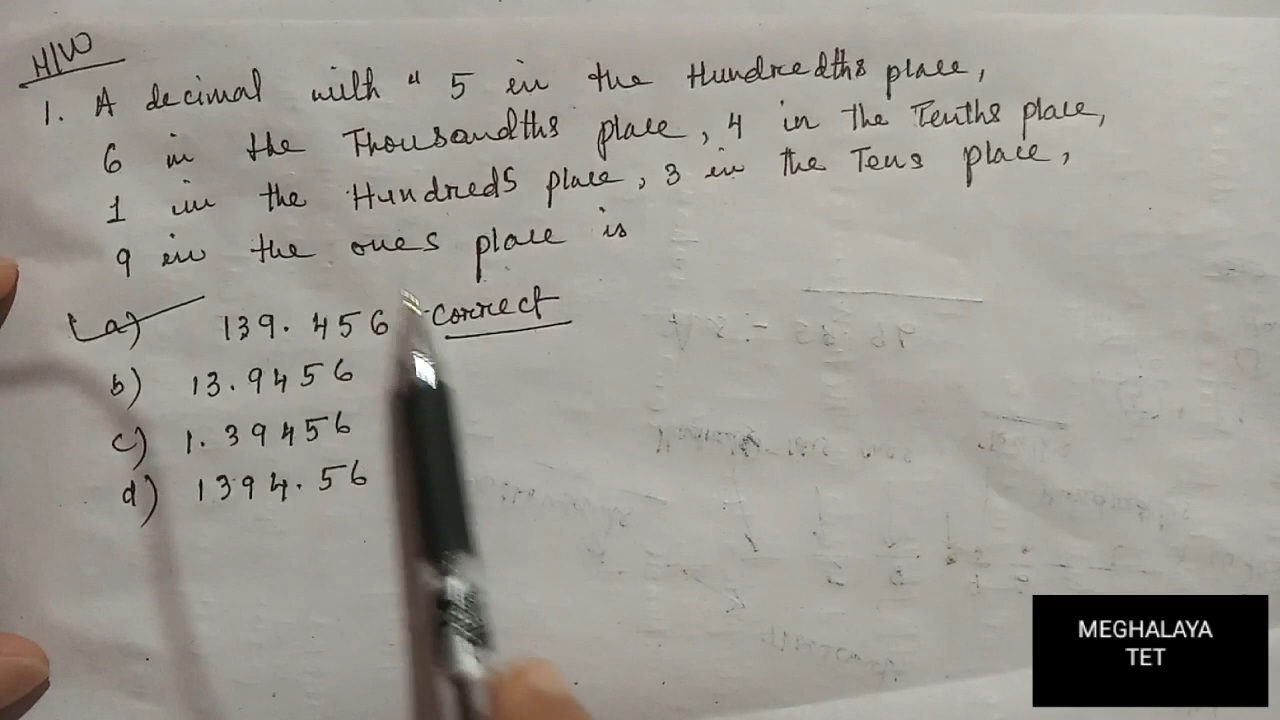 H/W
1. A decimal with " 5 in the Hundredths place,
6 in the Thousandths place, 4 in the Tenths place,
1 in the Hundreds place, 3 in the Tens place,
9 in the ones place is
(a) 139.456 correct
b) 13.9456
c) 1.39456
d) 1394.56
MEGHALAYA
TET